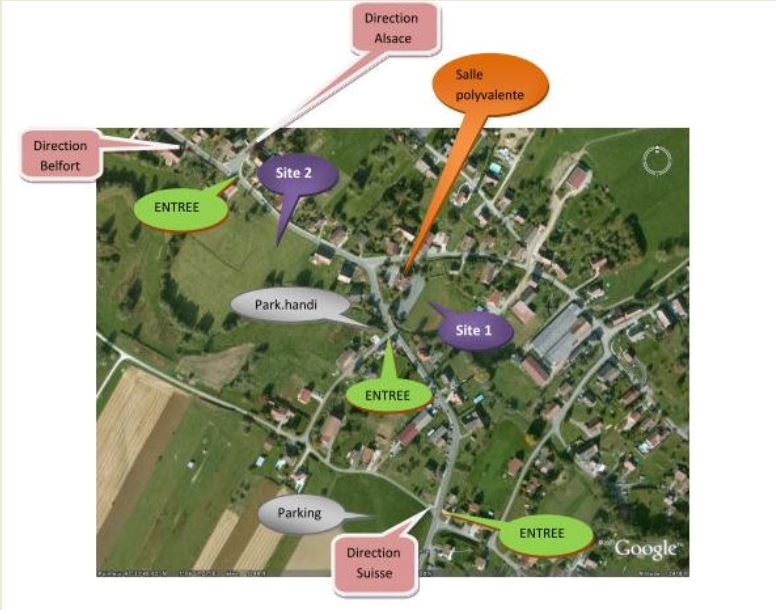 Direction
Alsace
Salle
polyvalente
Direction
Belfort
Site 2
ENTREE
Park.handi
Site 1
ENTREE
Parking
ENTREE
Direction
Suisse
Google